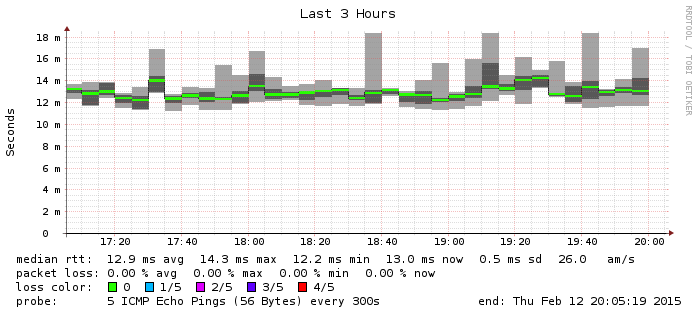 Last 3 Hours
RRDTOOL / TOBI OETIKER
Seconds
18 m
16 m
14 m
12 m
10 m
8 m
6 m
4 m
2 m
0
17:20 17:40 18:00 18:20 18:40 19:00 19:20 19:40 20:00
median rtt: 12.9 ms avg 14.3 ms max 12.2 ms min 13.0 ms now 0.5 ms sd 26.0 am/s
packet loss: 0.00 % avg 0.00 % max 0.00 % min 0.00 % now
loss color: 0 1/5 2/5 3/5 4/5
probe: 5 ICMP Echo Pings (56 Bytes) every 300s end: Thu Feb 12 20:05:19 2015